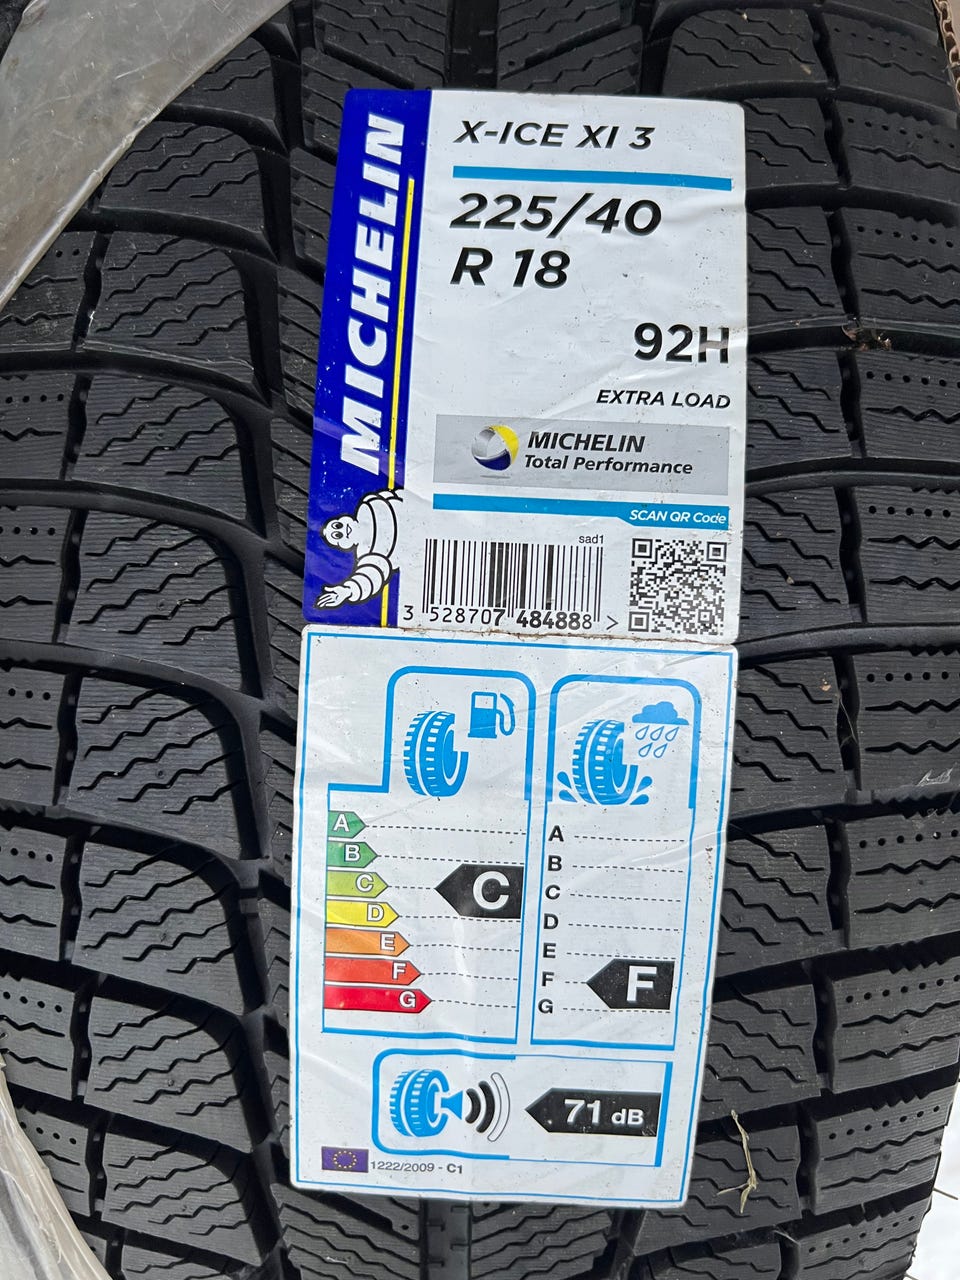 MICHELIN
X-ICE XI 3
225/40
R 18
92H
EXTRA LOAD
MICHELIN
Total Performance
SCAN QR Code
sad1
3 528707 484888 >
A
B
C
D
E
F
G
C
A
B
C
D
E
F
G
F
71 dB
1222/2009 - C1